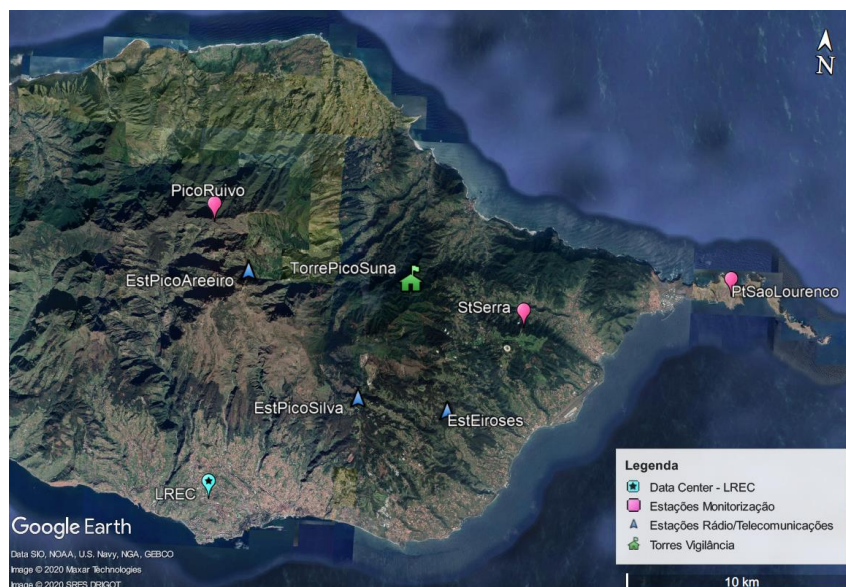 N
PicoRuivo
EstPicoAreeiro
TorrePicoSuna
StSerra
PtSaoLourenco
EstPicoSilva
EstEiroses
LREC
Legenda
Data Center - LREC
Estações Monitorização
Estações Rádio/Telecomunicações
Torres Vigilância
Google Earth
Data SIO, NOAA, U.S. Navy, NGA, GEBCO
Image © 2020 Maxar Technologies
Image © 2020 SRES DRIGOT
10 km